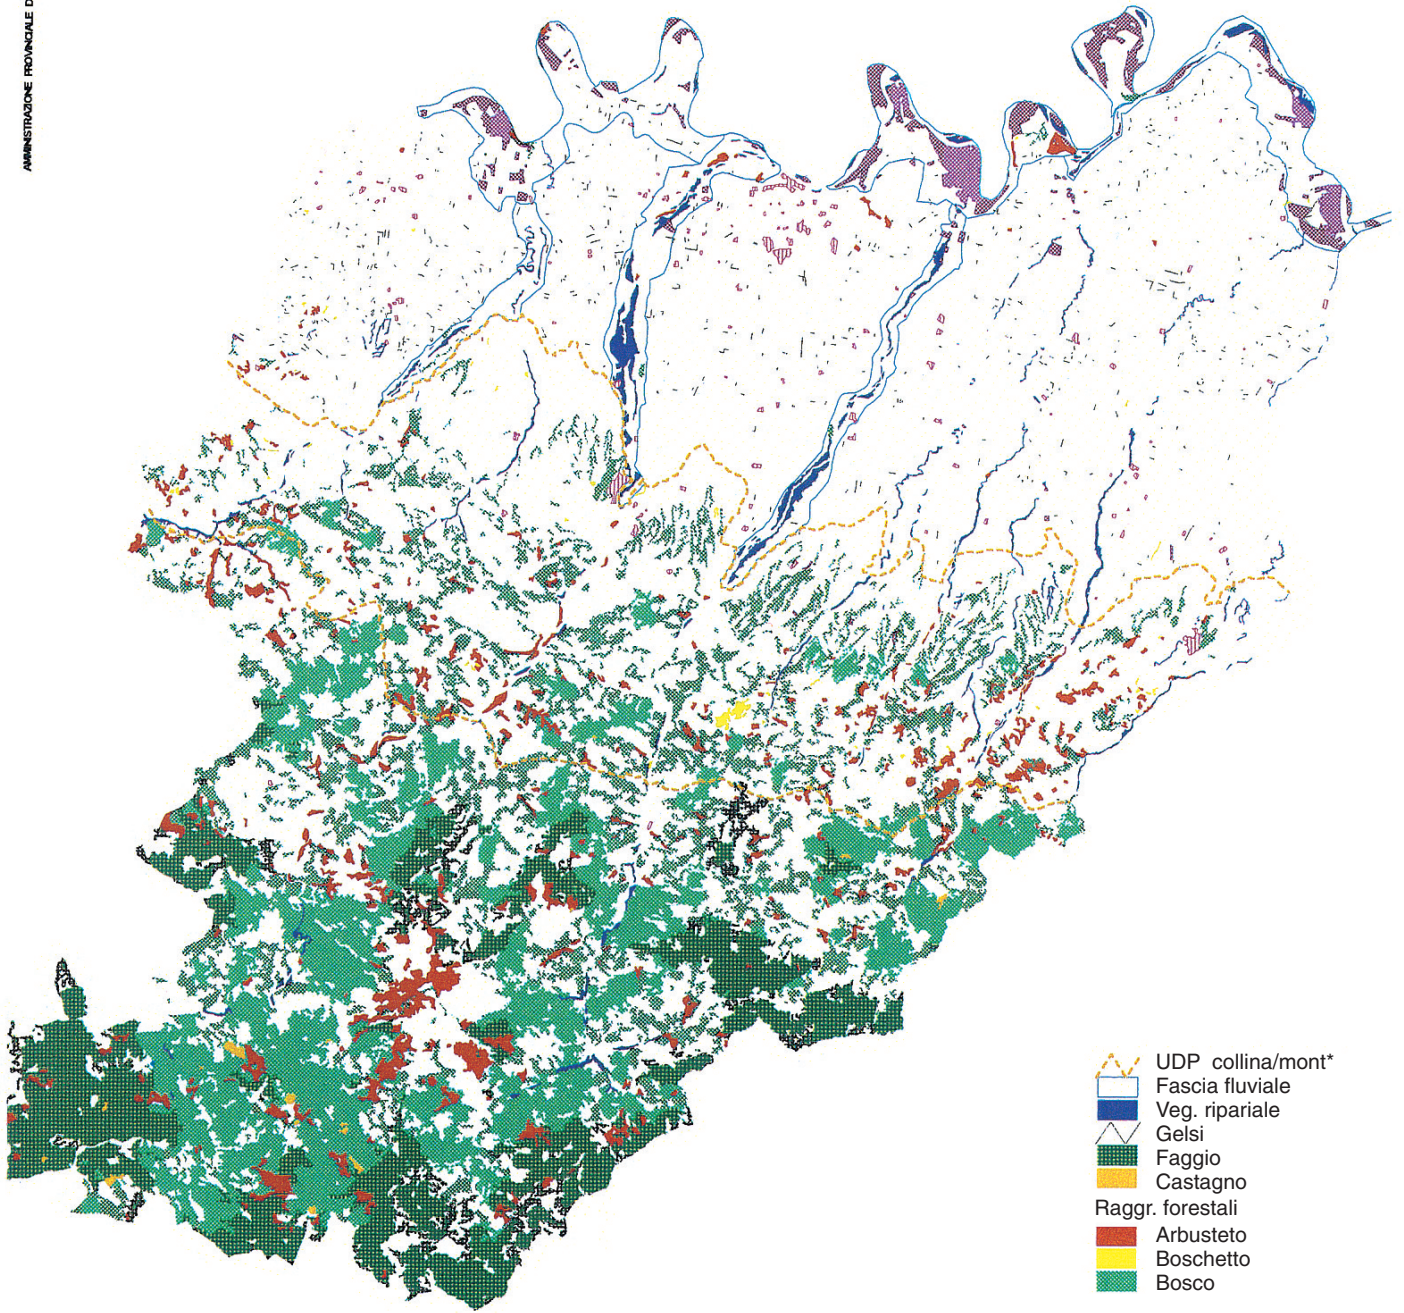 AMMINISTRAZIONE PROVINCIALE D
UDP collina/mont*
Fascia fluviale
Veg. ripariale
Gelsi
Faggio
Castagno
Raggr. forestali
Arbusteto
Boschetto
Bosco